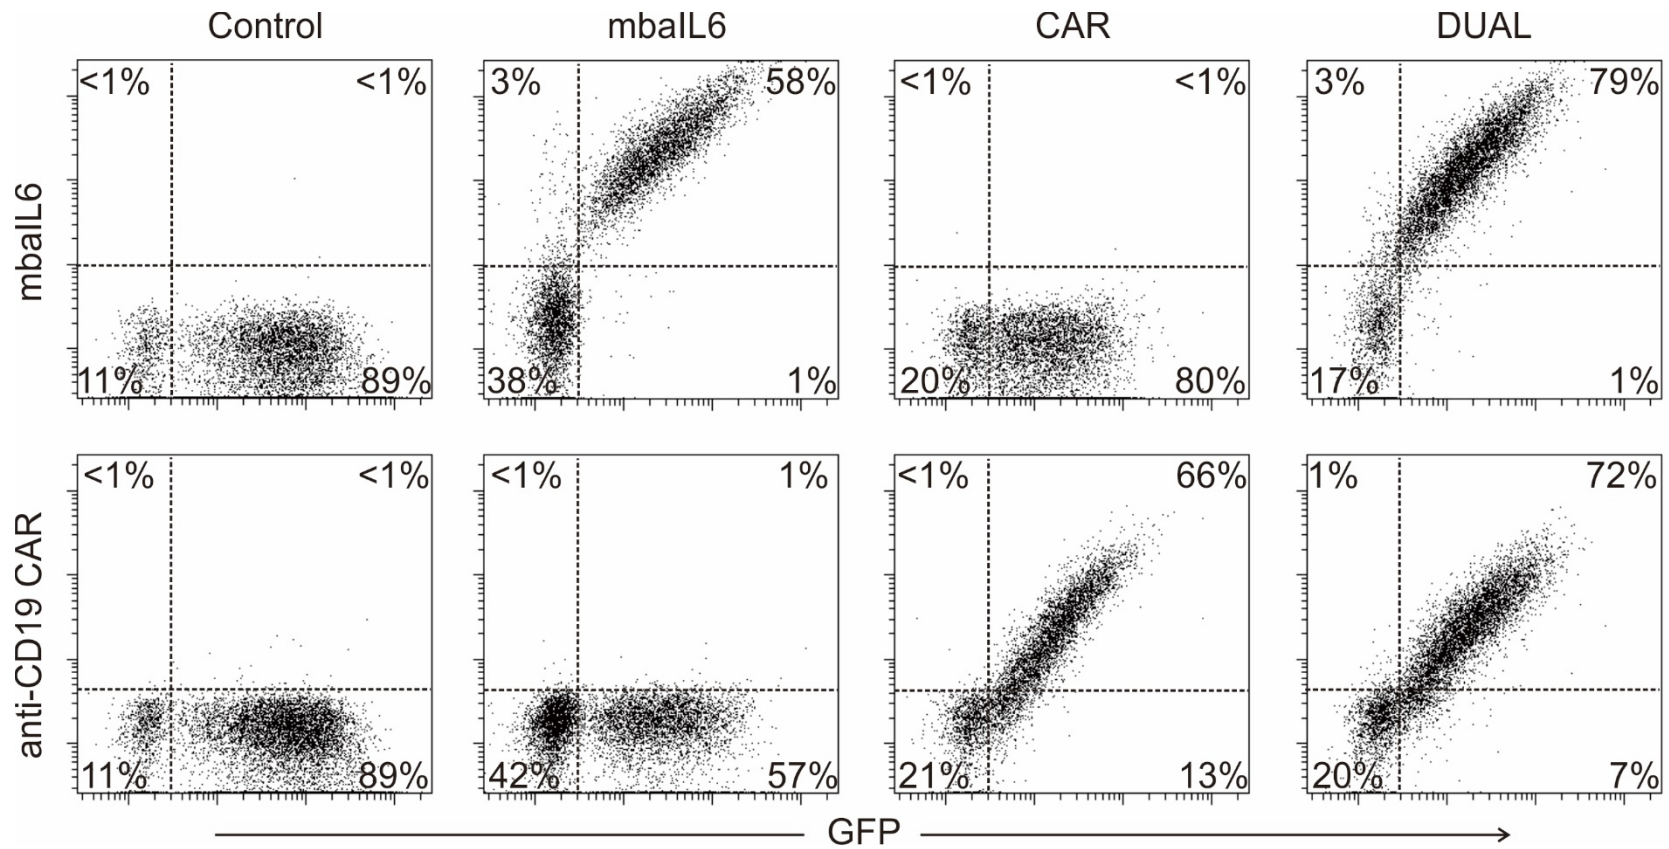 Control mbaIL6 CAR DUAL
mbaIL6
<1% <1% 3% 58% <1% <1% 3% 79%
11% 89% 38% 1% 20% 80% 17% 1%
anti-CD19 CAR
<1% <1% <1% 1% <1% 66% 1% 72%
11% 89% 42% 57% 21% 13% 20% 7%
GFP